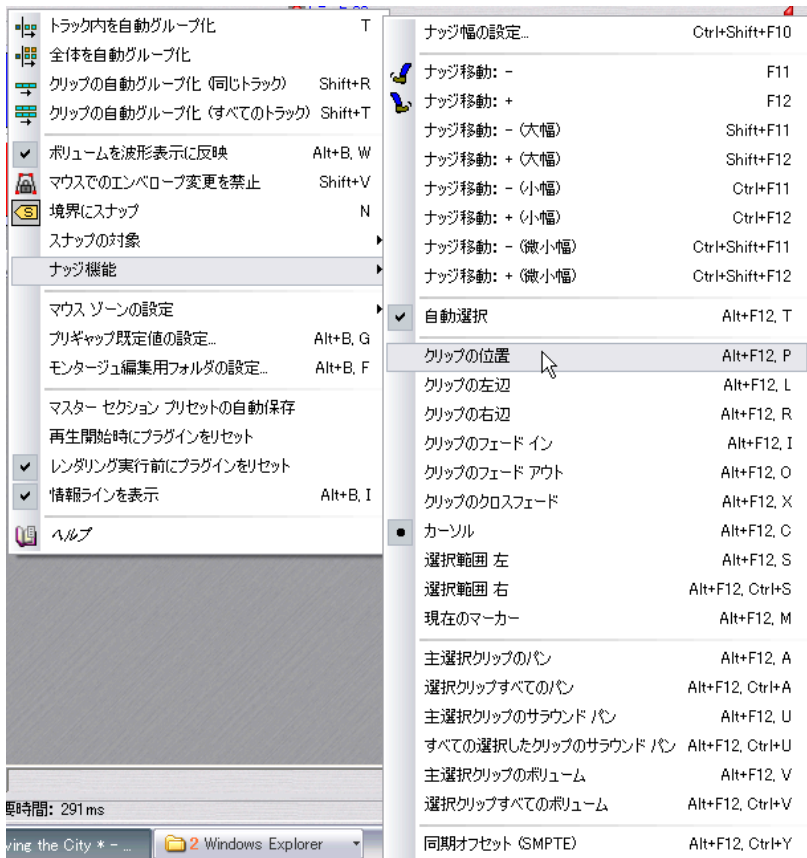 トラック内を自動グループ化 T
全体を自動グループ化
クリップの自動グループ化 (同じトラック) Shift+R
クリップの自動グループ化 (すべてのトラック) Shift+T
ボリュームを波形表示に反映 Alt+B, W
マウスでのエンベロープ変更を禁止 Shift+V
S 境界にスナップ N
スナップの対象
ナッジ機能
マウス ゾーンの設定
プリギャップ既定値の設定... Alt+B, G
モンタージュ編集用フォルダの設定... Alt+B, F
マスター セクション プリセットの自動保存
再生開始時にプラグインをリセット
レンダリング実行前にプラグインをリセット
情報ラインを表示 Alt+B, I
ヘルプ
ナッジ幅の設定... Ctrl+Shift+F10
ナッジ移動: - F11
ナッジ移動: + F12
ナッジ移動: - (大幅) Shift+F11
ナッジ移動: + (大幅) Shift+F12
ナッジ移動: - (小幅) Ctrl+F11
ナッジ移動: + (小幅) Ctrl+F12
ナッジ移動: - (微小幅) Ctrl+Shift+F11
ナッジ移動: + (微小幅) Ctrl+Shift+F12
自動選択 Alt+F12, T
クリップの位置 Alt+F12, P
クリップの左辺 Alt+F12, L
クリップの右辺 Alt+F12, R
クリップのフェード イン Alt+F12, I
クリップのフェード アウト Alt+F12, O
クリップのクロスフェード Alt+F12, X
カーソル Alt+F12, C
選択範囲 左 Alt+F12, S
選択範囲 右 Alt+F12, Ctrl+S
現在のマーカー Alt+F12, M
主選択クリップのパン Alt+F12, A
選択クリップすべてのパン Alt+F12, Ctrl+A
主選択クリップのサラウンド パン Alt+F12, U
すべての選択したクリップのサラウンド パン Alt+F12, Ctrl+U
主選択クリップのボリューム Alt+F12, V
選択クリップすべてのボリューム Alt+F12, Ctrl+V
同期オフセット (SMPTE) Alt+F12, Ctrl+Y
要時間: 291 ms
ving the City * - ... 2 Windows Explorer